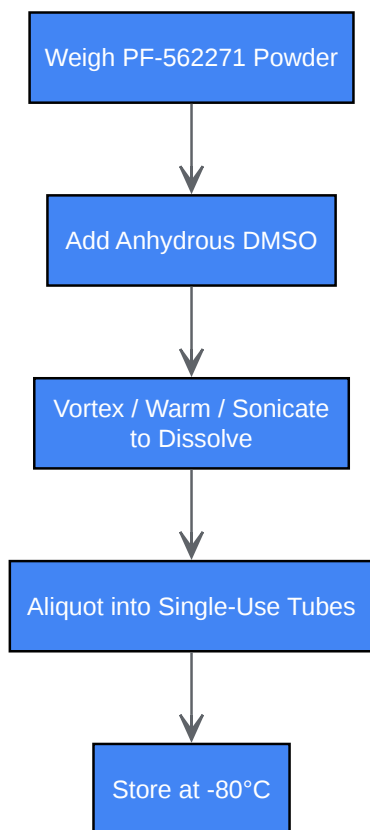 Weigh PF-562271 Powder
Add Anhydrous DMSO
Vortex / Warm / Sonicate
to Dissolve
Aliquot into Single-Use Tubes
Store at -80°C